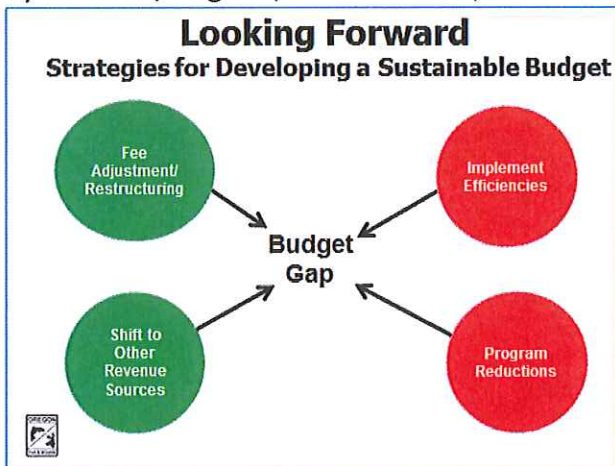 Looking Forward
Strategies for Developing a Sustainable Budget
Fee
Adjustment/
Restructuring
Implement
Efficiencies
Budget
Gap
Shift to
Other
Revenue
Sources
Program
Reductions
OREGON